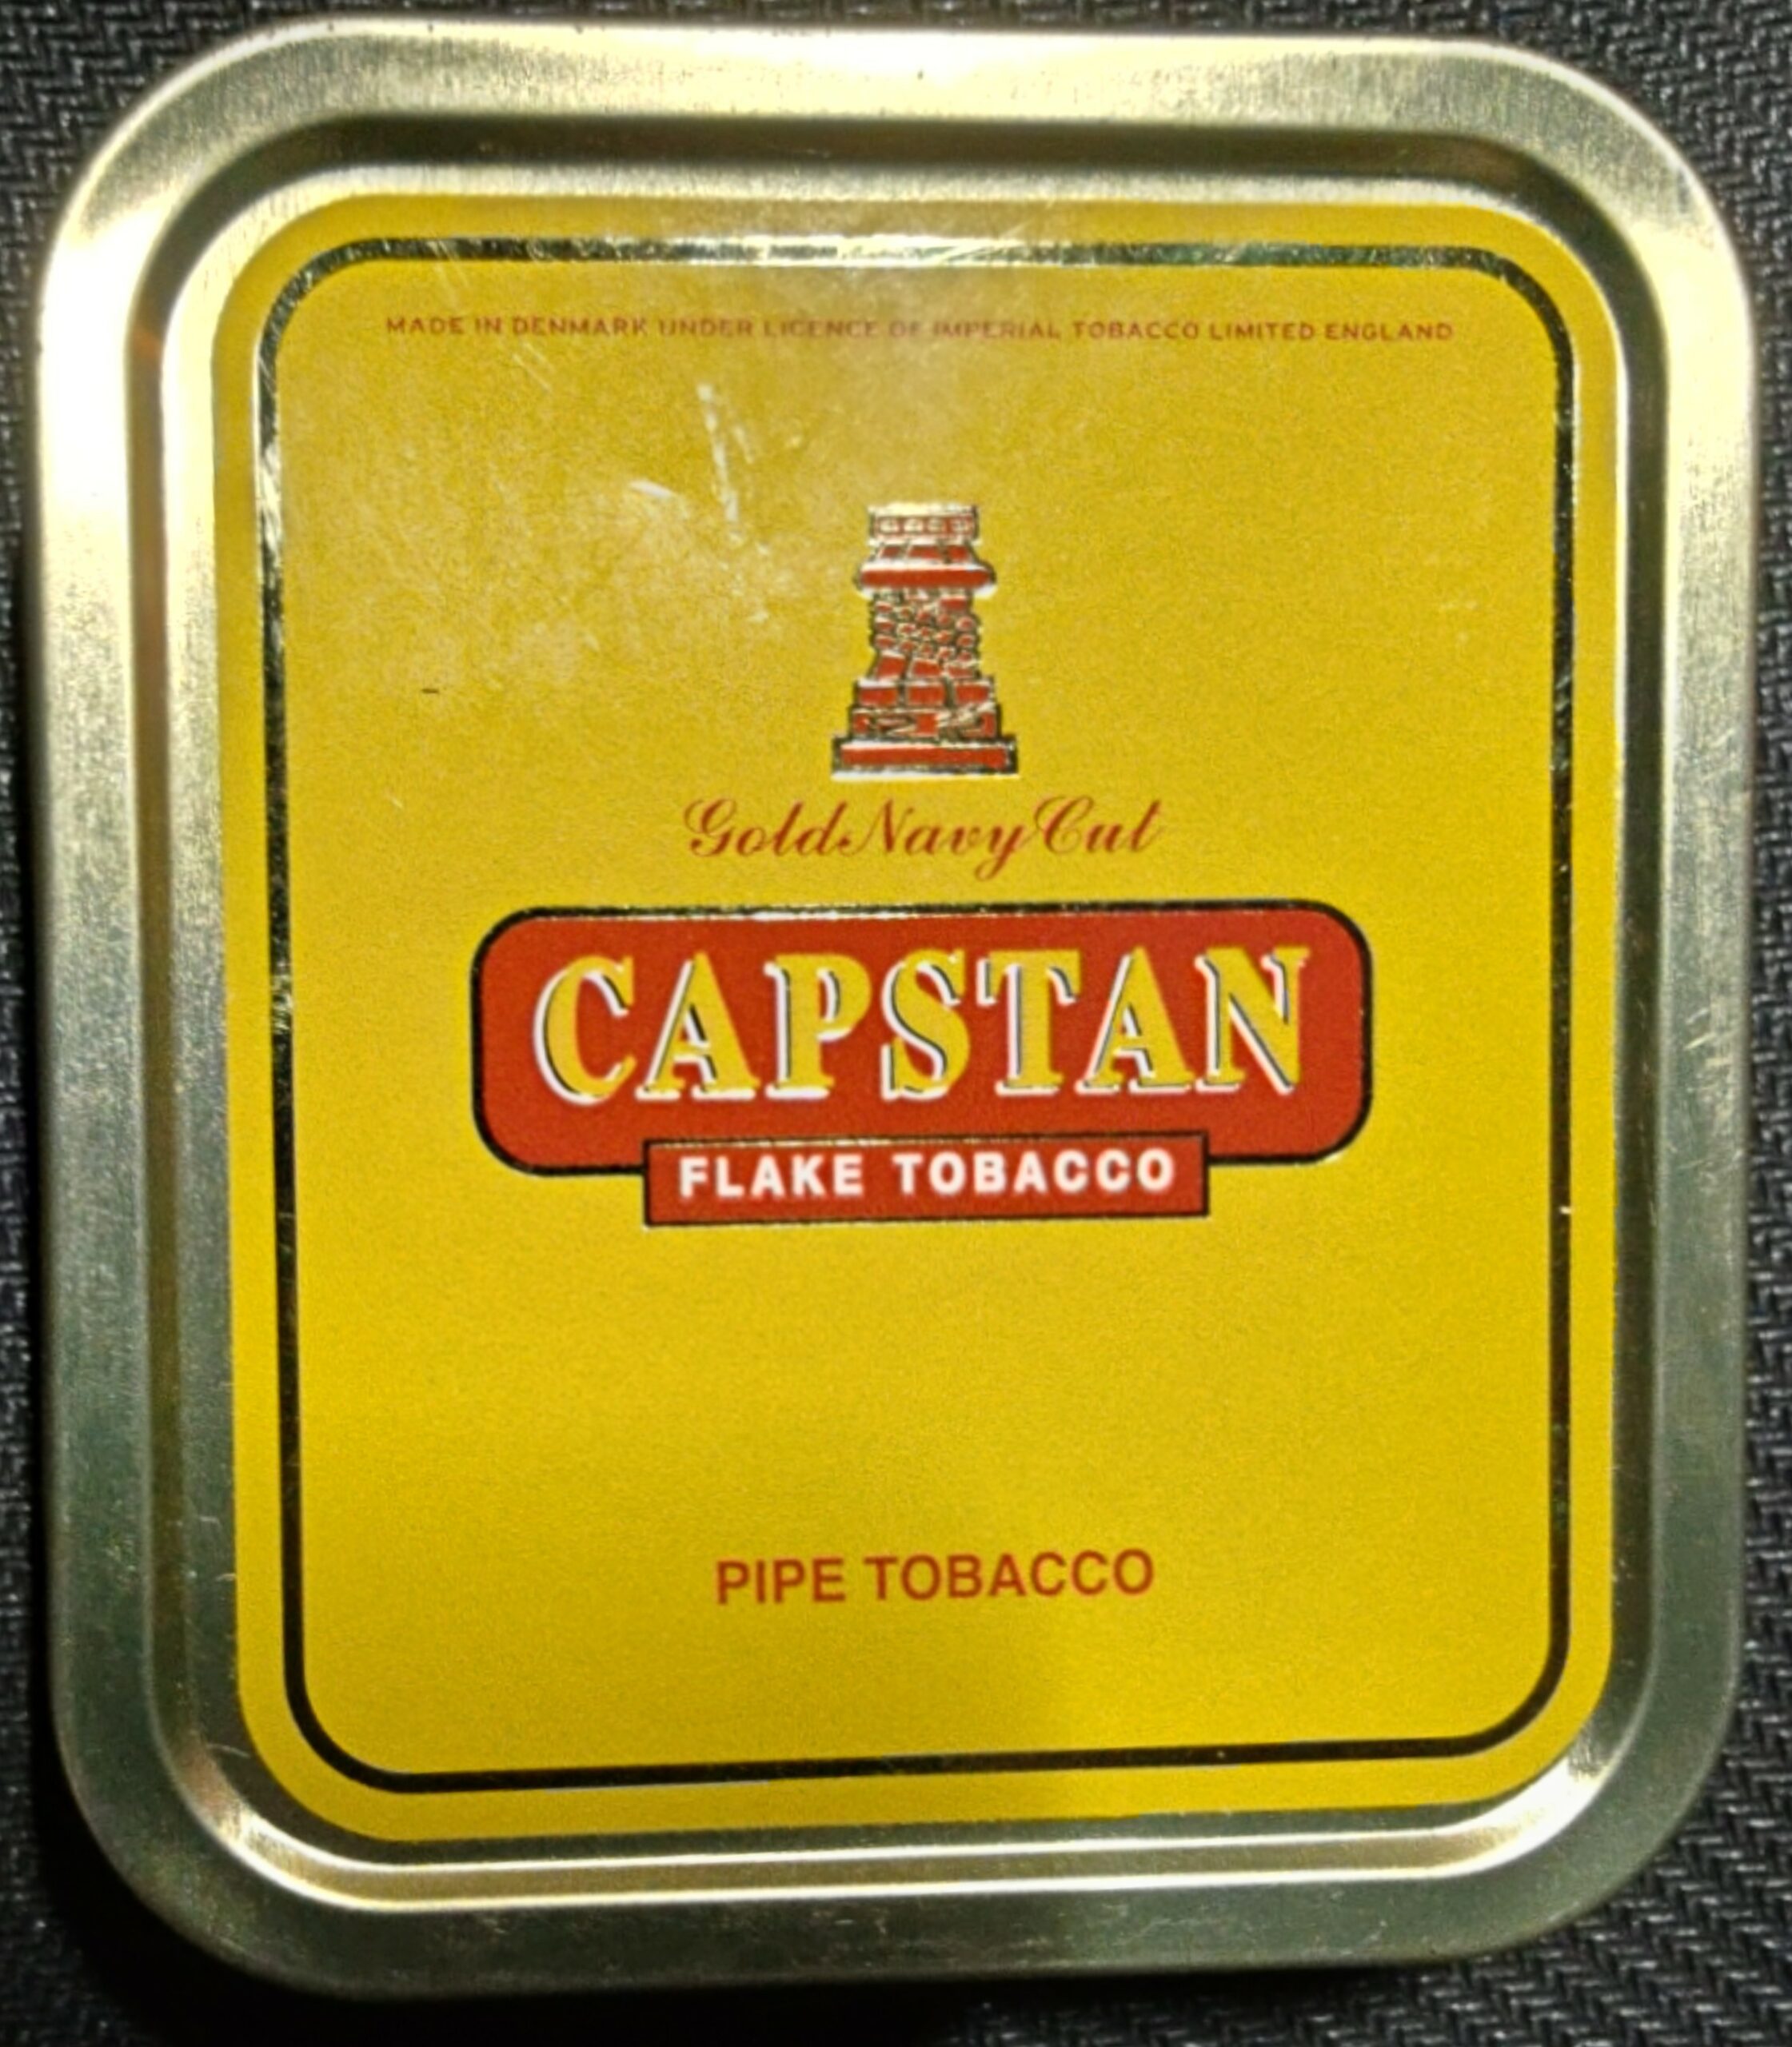 MADE IN DENMARK UNDER LICENCE OF IMPERIAL TOBACCO LIMITED ENGLAND
Gold Navy Cut
CAPSTAN
FLAKE TOBACCO
PIPE TOBACCO